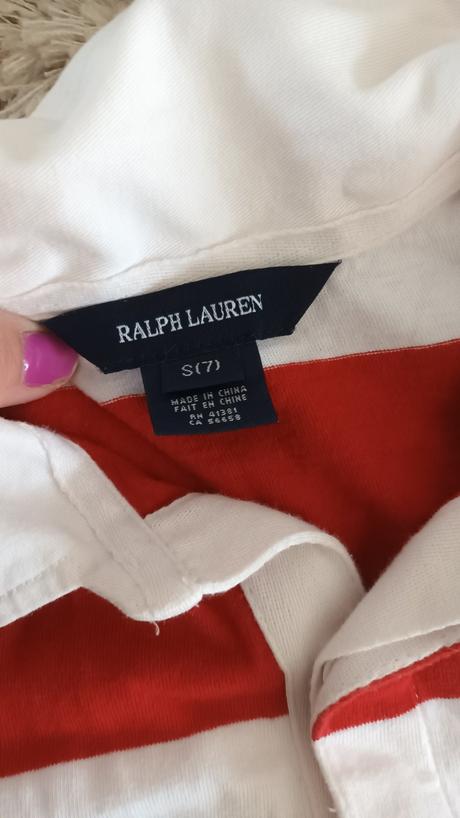 RALPH LAUREN
S(7)
MADE IN CHINA
FAIT EN CHINE
RN 41381
CA 56658